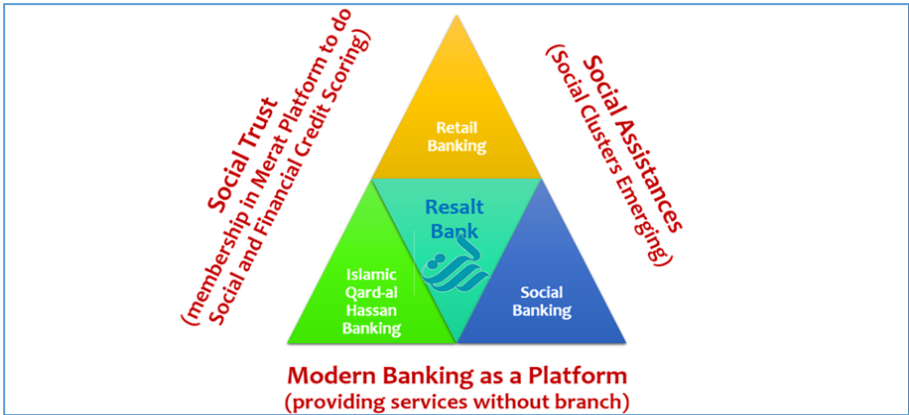 Social Trust
(membership in Merat Platform to do
Social and Financial Credit Scoring)
Social Assistances
(Social Clusters Emerging)
Retail
Banking
Resalt
Bank
Islamic
Qard-al
Hassan
Banking
Social
Banking
Modern Banking as a Platform
(providing services without branch)